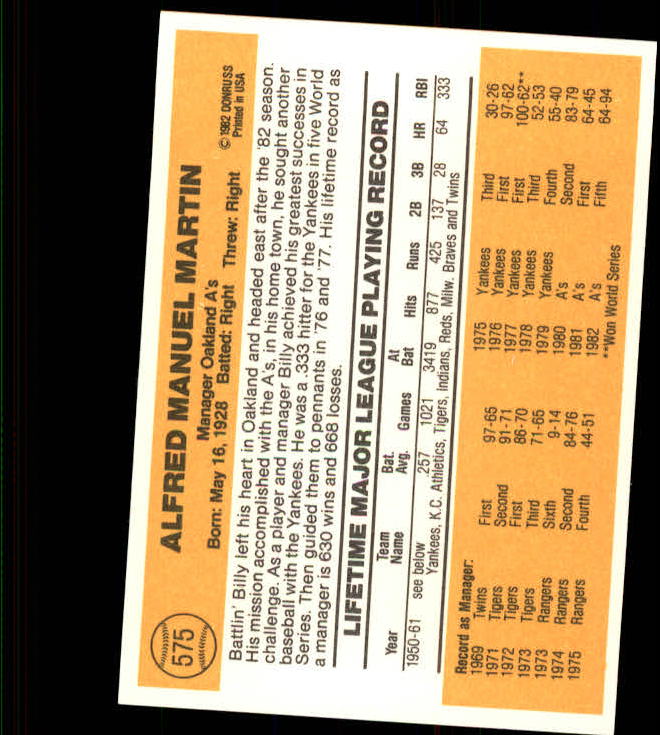 575
ALFRED MANUEL MARTIN
Manager Oakland A's © 1982 DONRUSS
Born: May 16, 1928 Batted: Right Threw: Right Printed in USA
Battlin' Billy left his heart in Oakland and headed east after the '82 season.
His mission accomplished with the A's, in his home town, he sought another
challenge. As a player and manager Billy achieved his greatest successes in
baseball with the Yankees. He was a .333 hitter for the Yankees in five World
Series. Then guided them to pennants in '76 and '77. His lifetime record as
a manager is 630 wins and 668 losses.
LIFETIME MAJOR LEAGUE PLAYING RECORD
Year Team Name Bat. Avg. Games At Bat Hits Runs 2B 3B HR RBI
1950-61 see below .257 1021 3419 877 425 137 28 64 333
Yankees, K.C. Athletics, Tigers, Indians, Reds, Milw. Braves and Twins
Record as Manager:
1969 Twins First 97-65 1975 Yankees Third 30-26
1971 Tigers Second 91-71 1976 Yankees First 97-62
1972 Tigers First 86-70 1977 Yankees First 100-62**
1973 Tigers Third 71-65 1978 Yankees Third 52-53
1973 Rangers Sixth 9-14 1979 Yankees Fourth 55-40
1974 Rangers Second 84-76 1980 A's Second 83-79
1975 Rangers Fourth 44-51 1981 A's First 64-45
1982 A's Fifth 64-94
**Won World Series